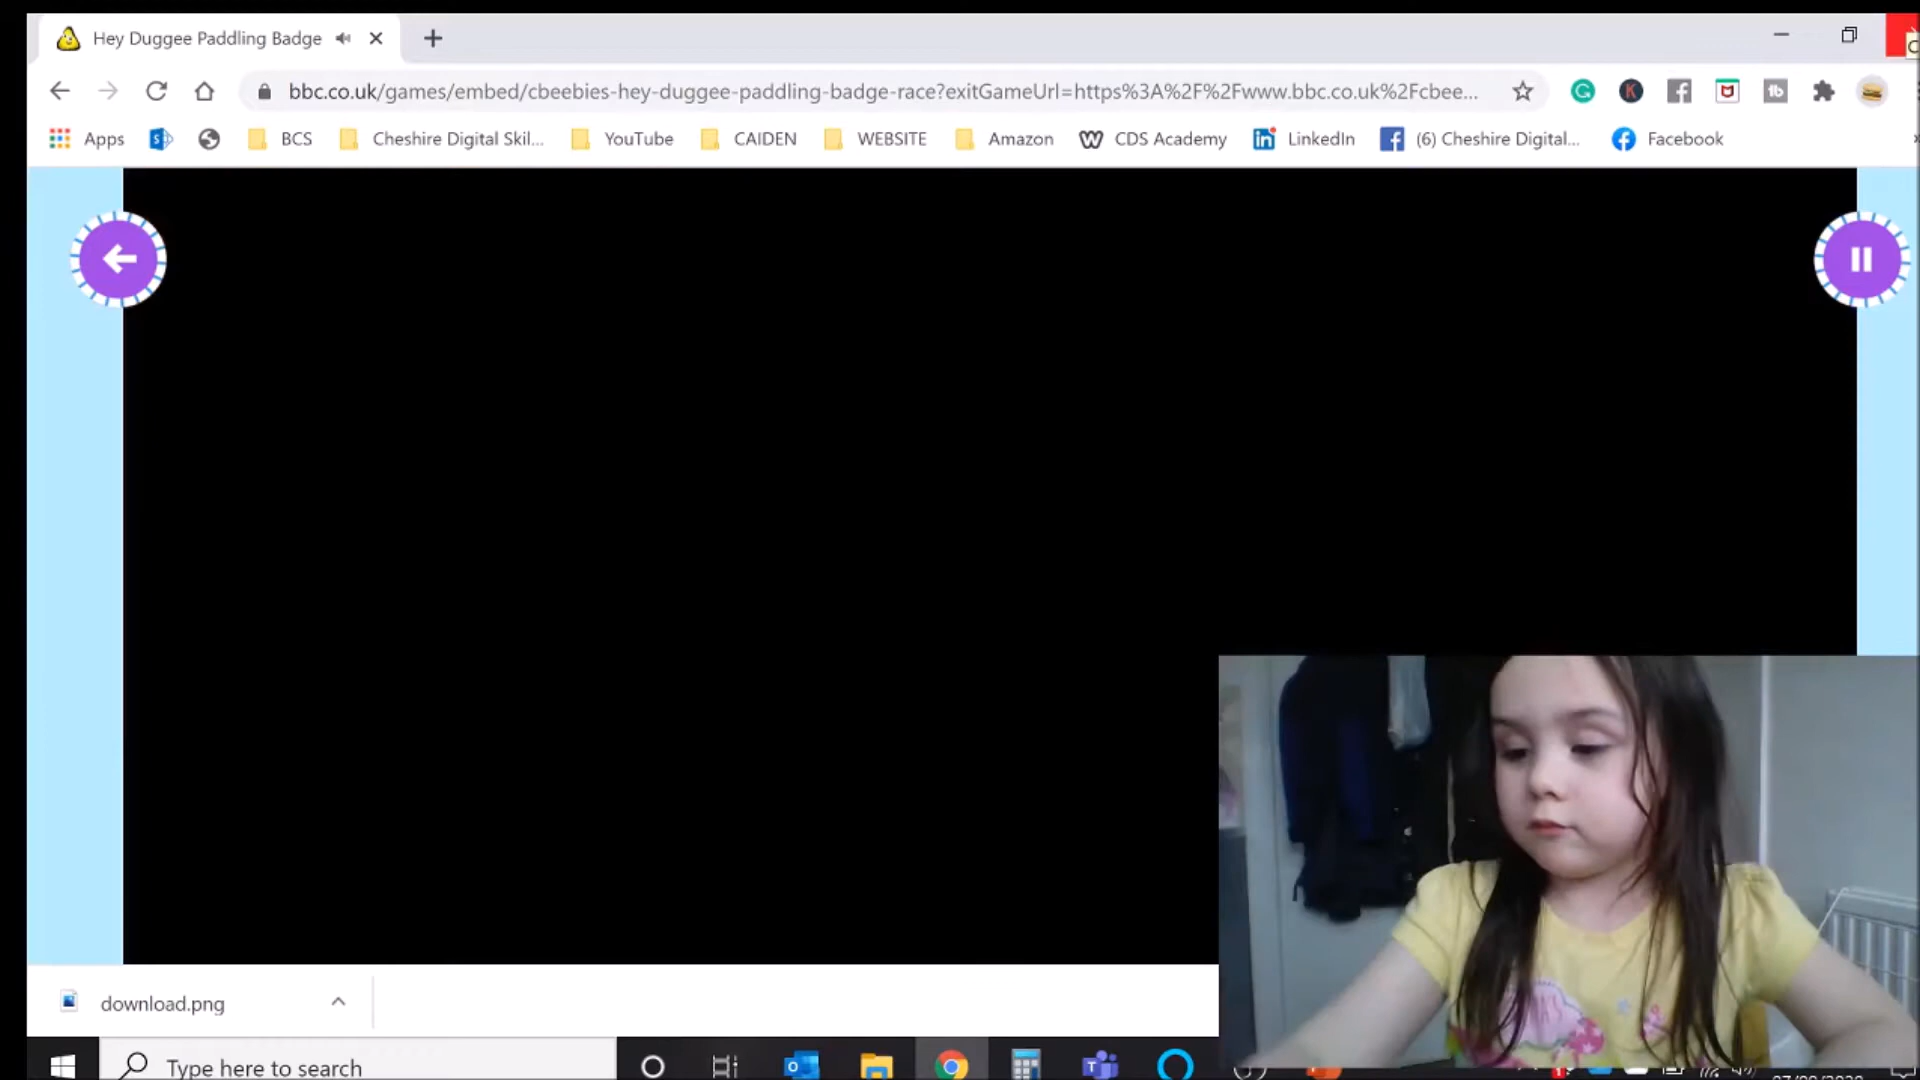 Hey Duggee Paddling Badge
bbc.co.uk/games/embed/cbeebies-hey-duggee-paddling-badge-race?exitGameUrl=https%3A%2F%2Fwww.bbc.co.uk%2Fcbee...
Apps BCS Cheshire Digital Skil... YouTube CAIDEN WEBSITE Amazon CDS Academy LinkedIn (6) Cheshire Digital... Facebook
download.png
Type here to search